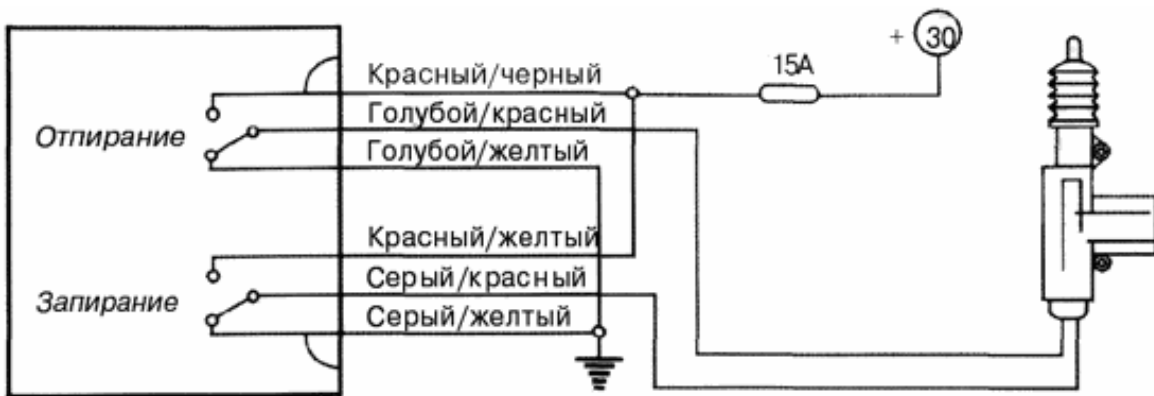 + 30
15А
Красный/черный
Голубой/красный
Отпирание
Голубой/желтый
Красный/желтый
Серый/красный
Запирание
Серый/желтый